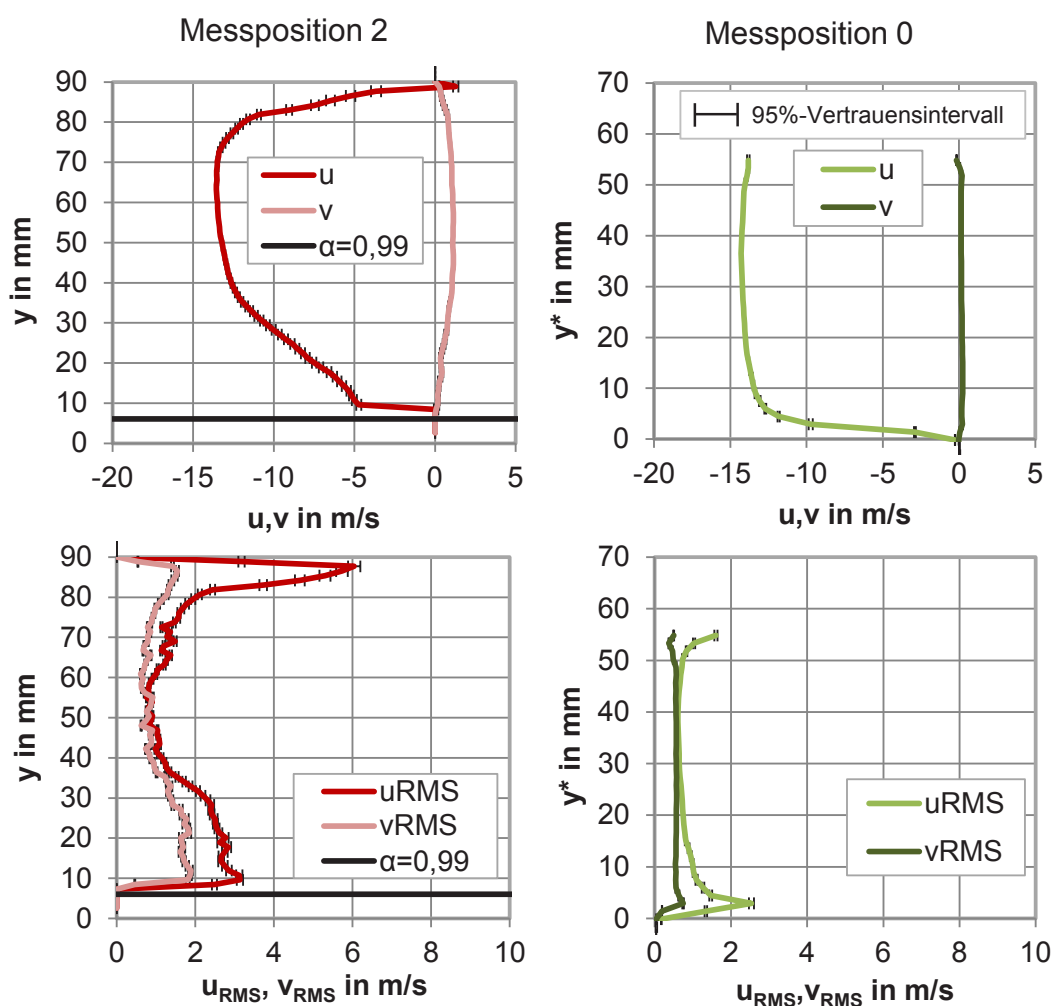 Messposition 2
90
80
70
60
50
40
30
20
10
0
y in mm
-20 -15 -10 -5 0 5
u,v in m/s
u
v
α=0,99
Messposition 0
70
60
50
40
30
20
10
0
y* in mm
-20 -15 -10 -5 0 5
u,v in m/s
95%-Vertrauensintervall
u
v
90
80
70
60
50
40
30
20
10
0
y in mm
0 2 4 6 8 10
uRMS, vRMS in m/s
uRMS
vRMS
α=0,99
70
60
50
40
30
20
10
0
y* in mm
0 2 4 6 8 10
uRMS,vRMS in m/s
uRMS
vRMS